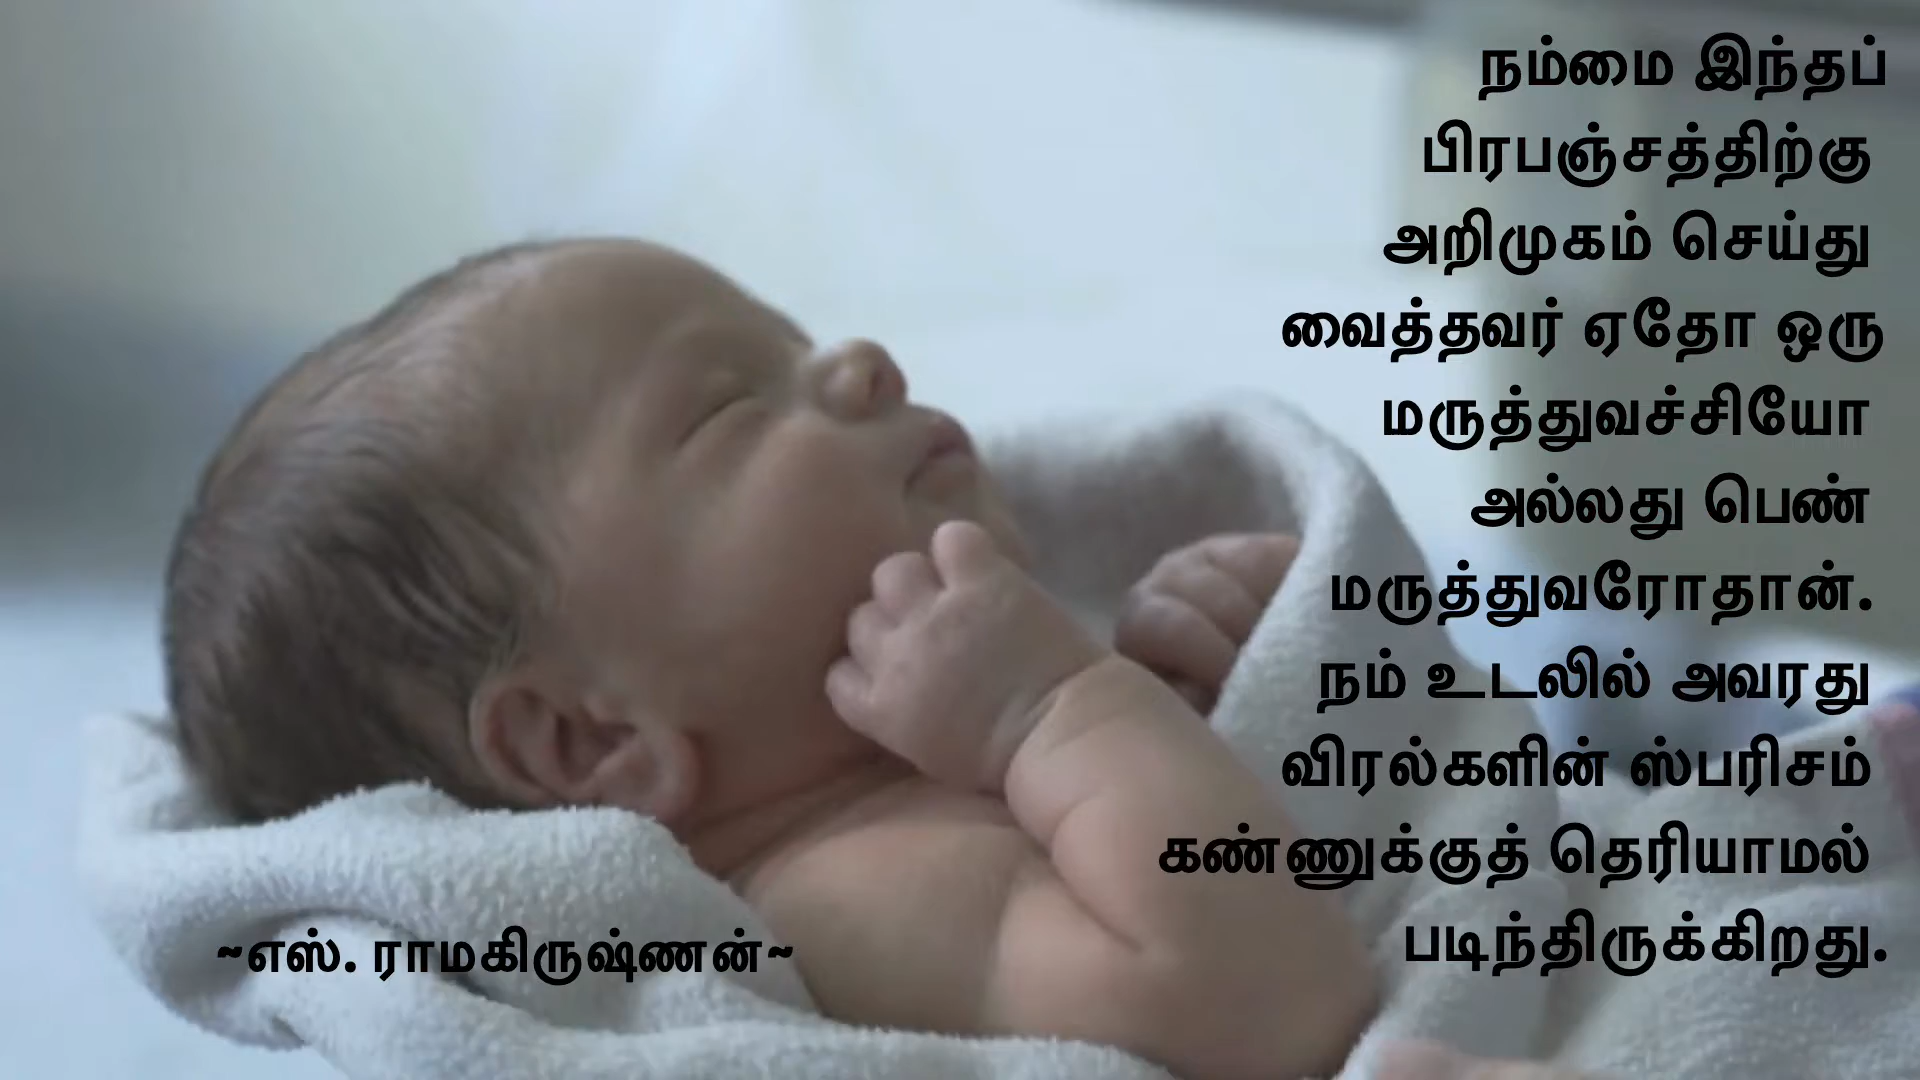 நம்மை இந்தப்
பிரபஞ்சத்திற்கு
அறிமுகம் செய்து
வைத்தவர் ஏதோ ஒரு
மருத்துவச்சியோ
அல்லது பெண்
மருத்துவரோதான்.
நம் உடலில் அவரது
விரல்களின் ஸ்பரிசம்
கண்ணுக்குத் தெரியாமல்
படிந்திருக்கிறது.
~எஸ். ராமகிருஷ்ணன்~